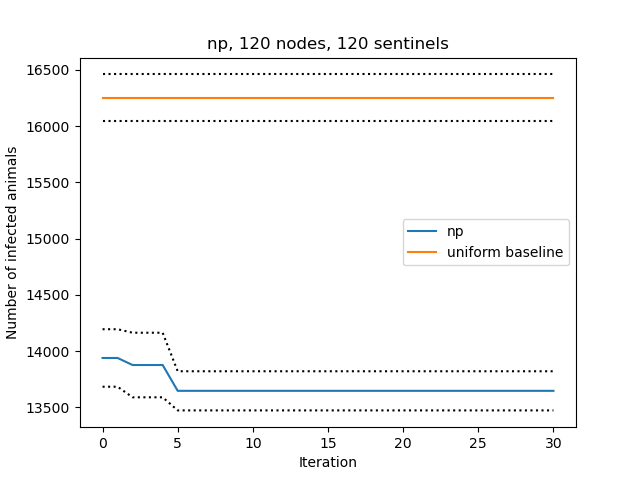 np, 120 nodes, 120 sentinels
16500
16000
15500
15000
14500
14000
13500
Number of infected animals
np
uniform baseline
0 5 10 15 20 25 30
Iteration